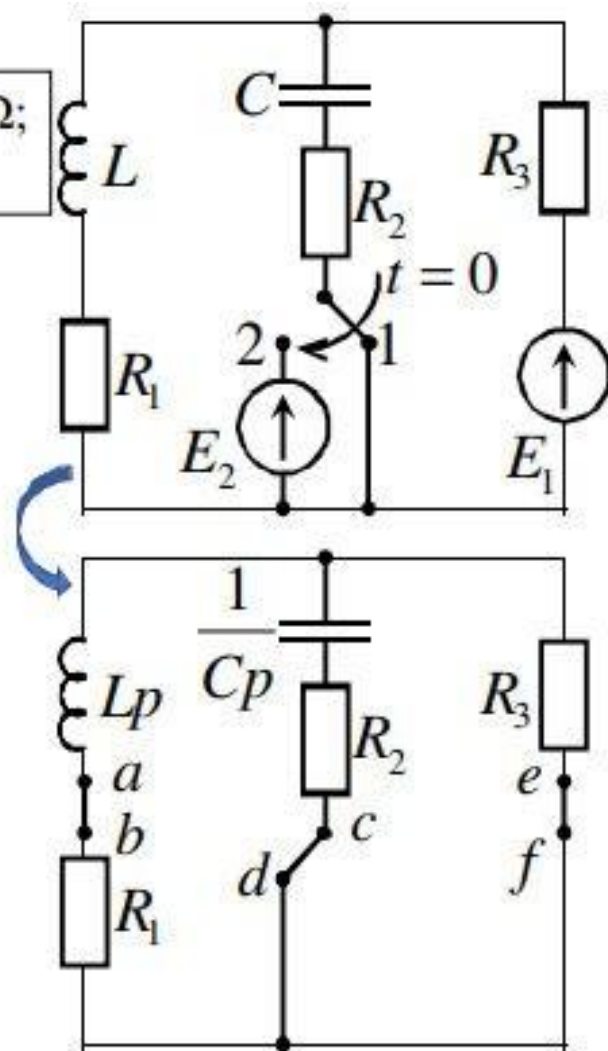 Ω;
C
L
R₂
R₃
t = 0
2
1
R₁
E₂
E₁
1
Cp
Lp
R₂
R₃
a
b
c
d
e
f
R₁